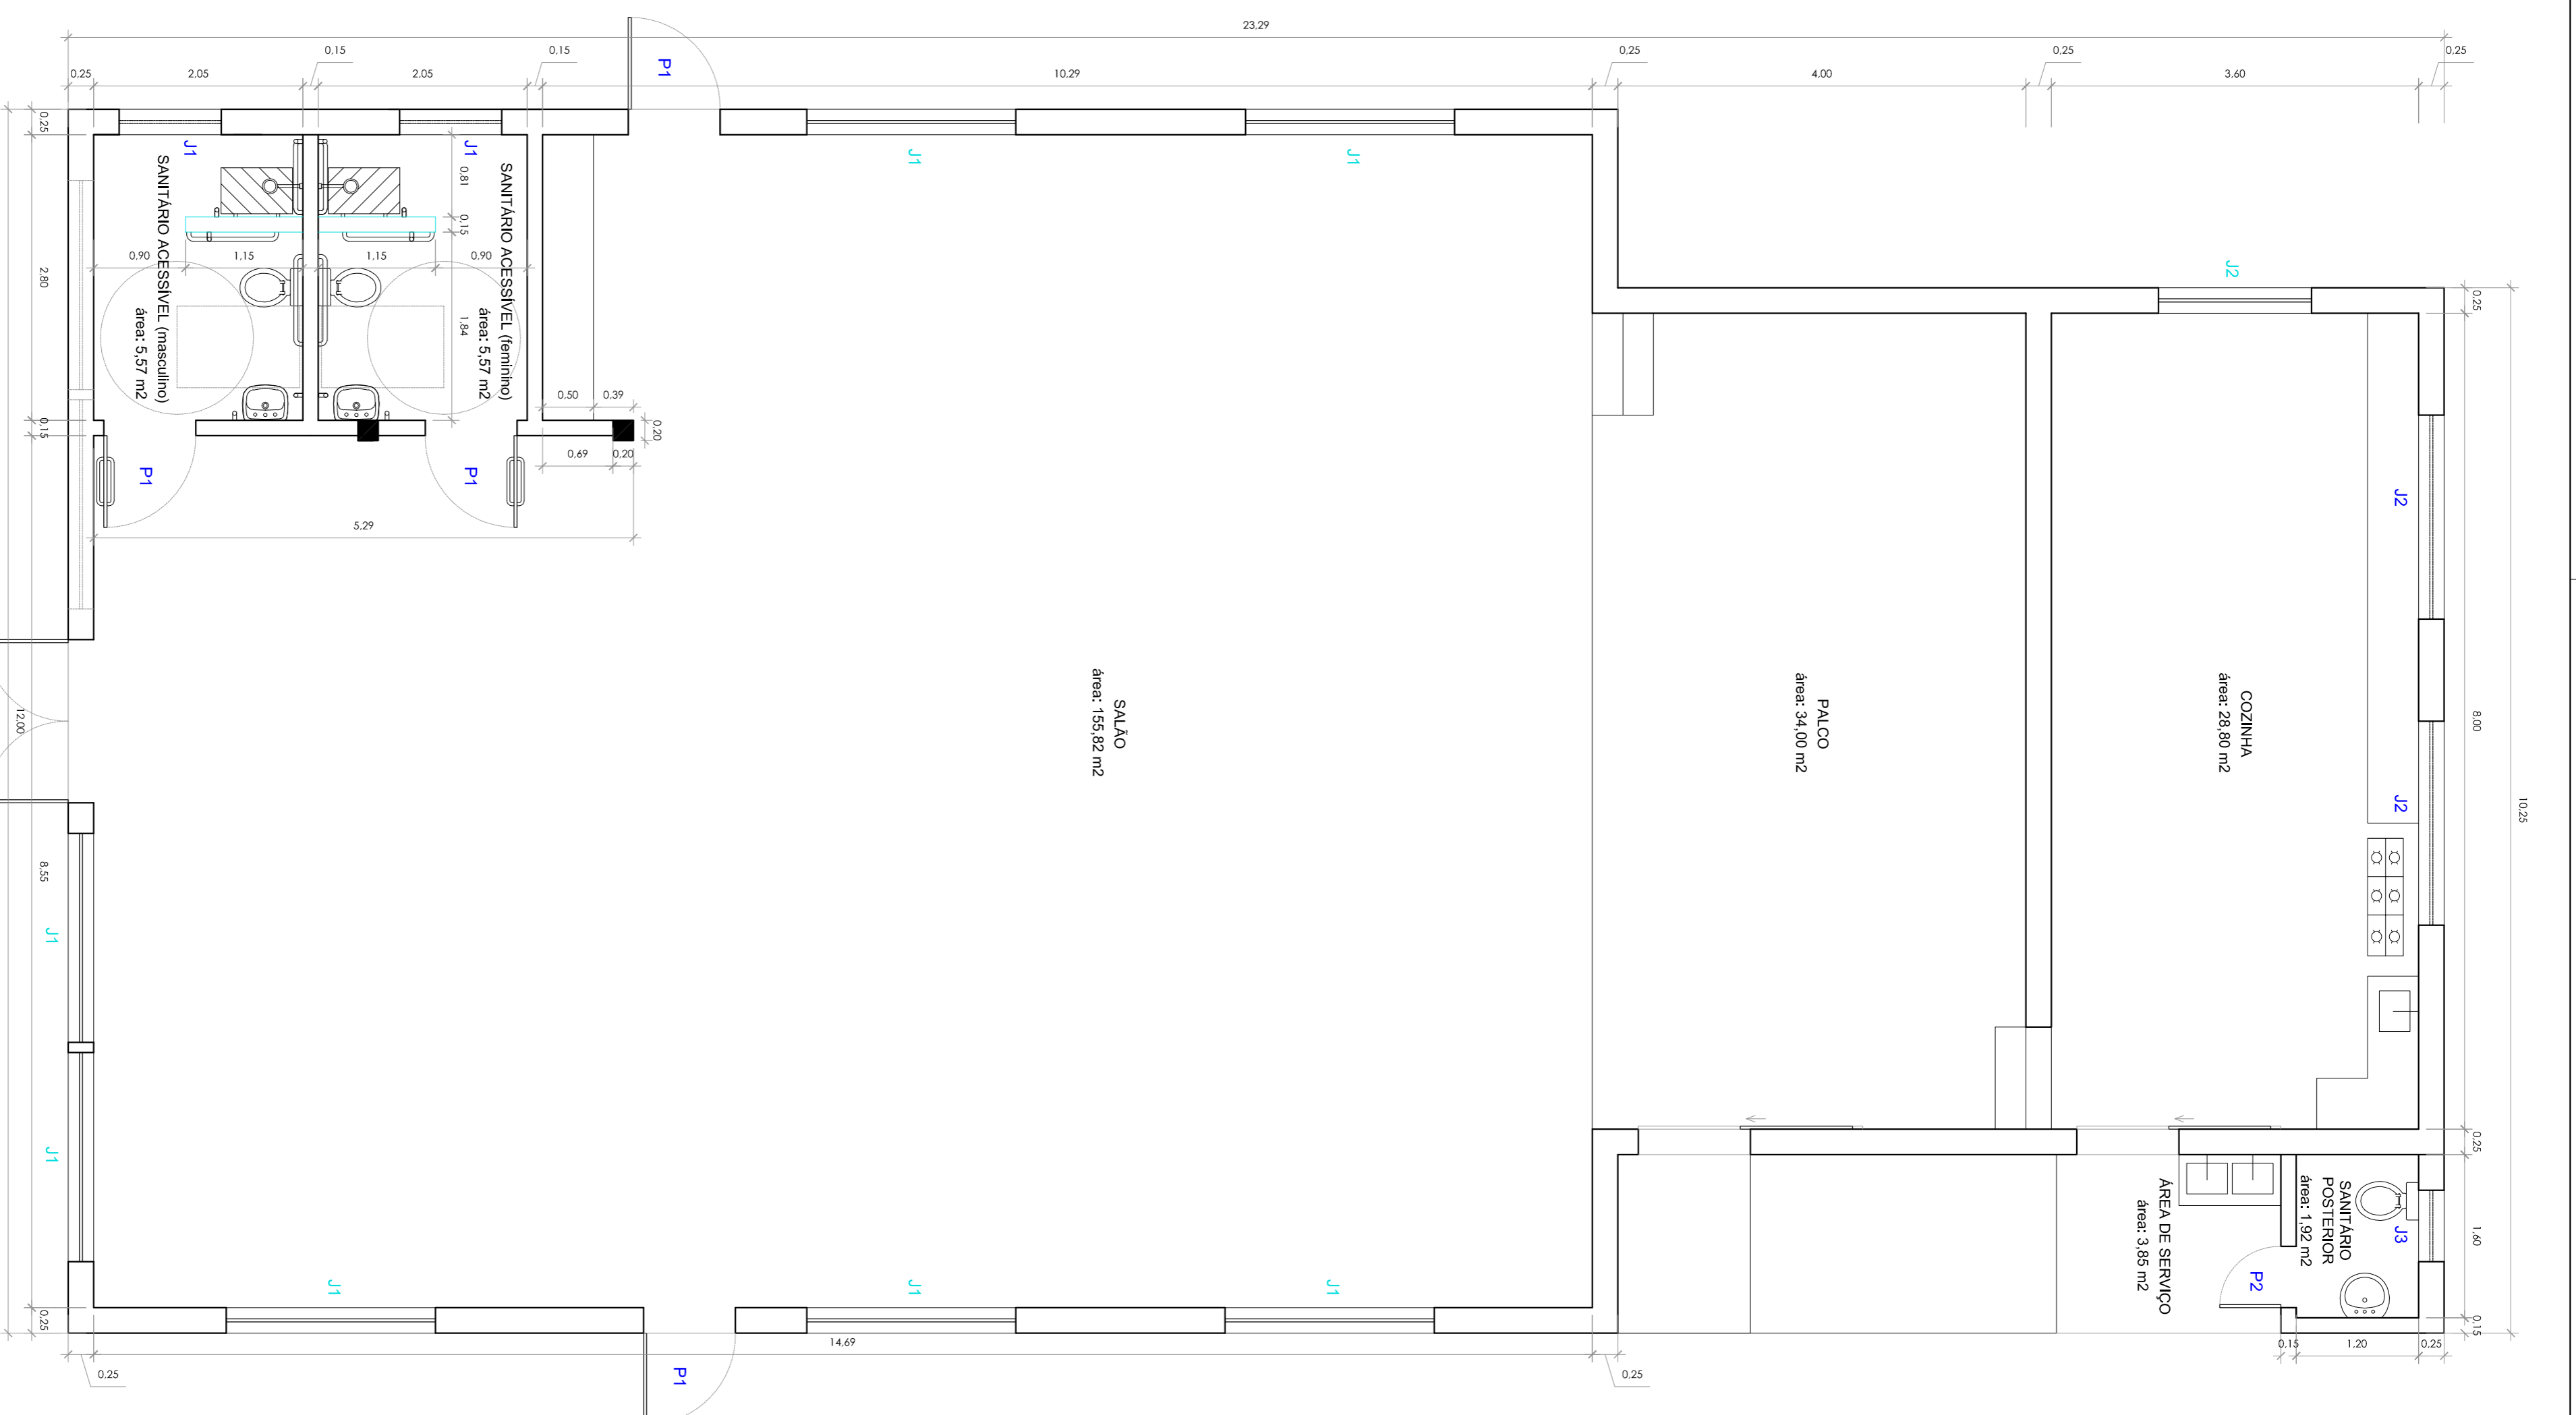 23,29
0,15
0,15
0,25
0,25
0,25
0,25
2,05
2,05
10,29
4,00
3,60
P1
0,25
2,80
0,15
8,55
0,25
12,00
J1
J1
J1
J1
J2
SANITÁRIO ACESSÍVEL (masculino)
área: 5,57 m2
SANITÁRIO ACESSÍVEL (feminino)
área: 5,57 m2
0,81
0,15
1,84
0,90
1,15
1,15
0,90
0,50
0,39
0,20
0,69
0,20
P1
P1
5,29
SALÃO
área: 155,82 m2
PALCO
área: 34,00 m2
COZINHA
área: 28,80 m2
J2
J2
0,25
8,00
10,25
0,25
1,60
0,15
J1
J1
J1
J1
J1
ÁREA DE SERVIÇO
área: 3,85 m2
SANITÁRIO
POSTERIOR
área: 1,92 m2
J3
P2
0,15
1,20
0,25
14,69
0,25
0,25
P1